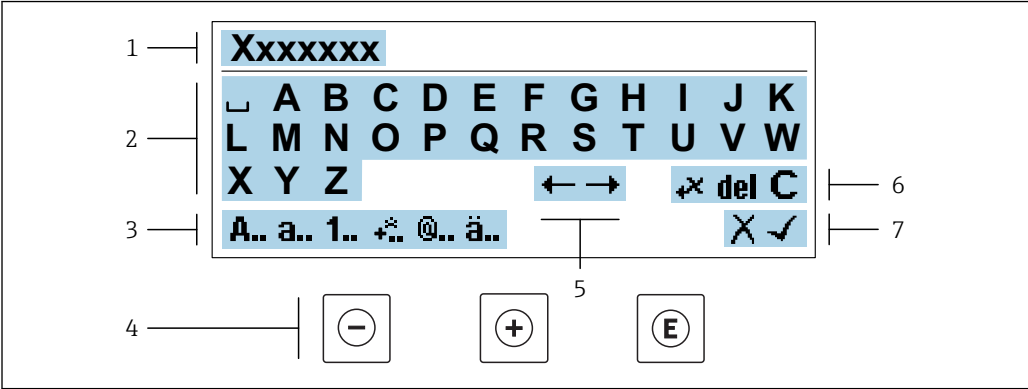 1
Xxxxxxx
2
␣ A B C D E F G H I J K
L M N O P Q R S T U V W
X Y Z ← → del C
6
3
A.. a.. 1.. +*.. @.. ä.. X ✓
7
5
4
− + E